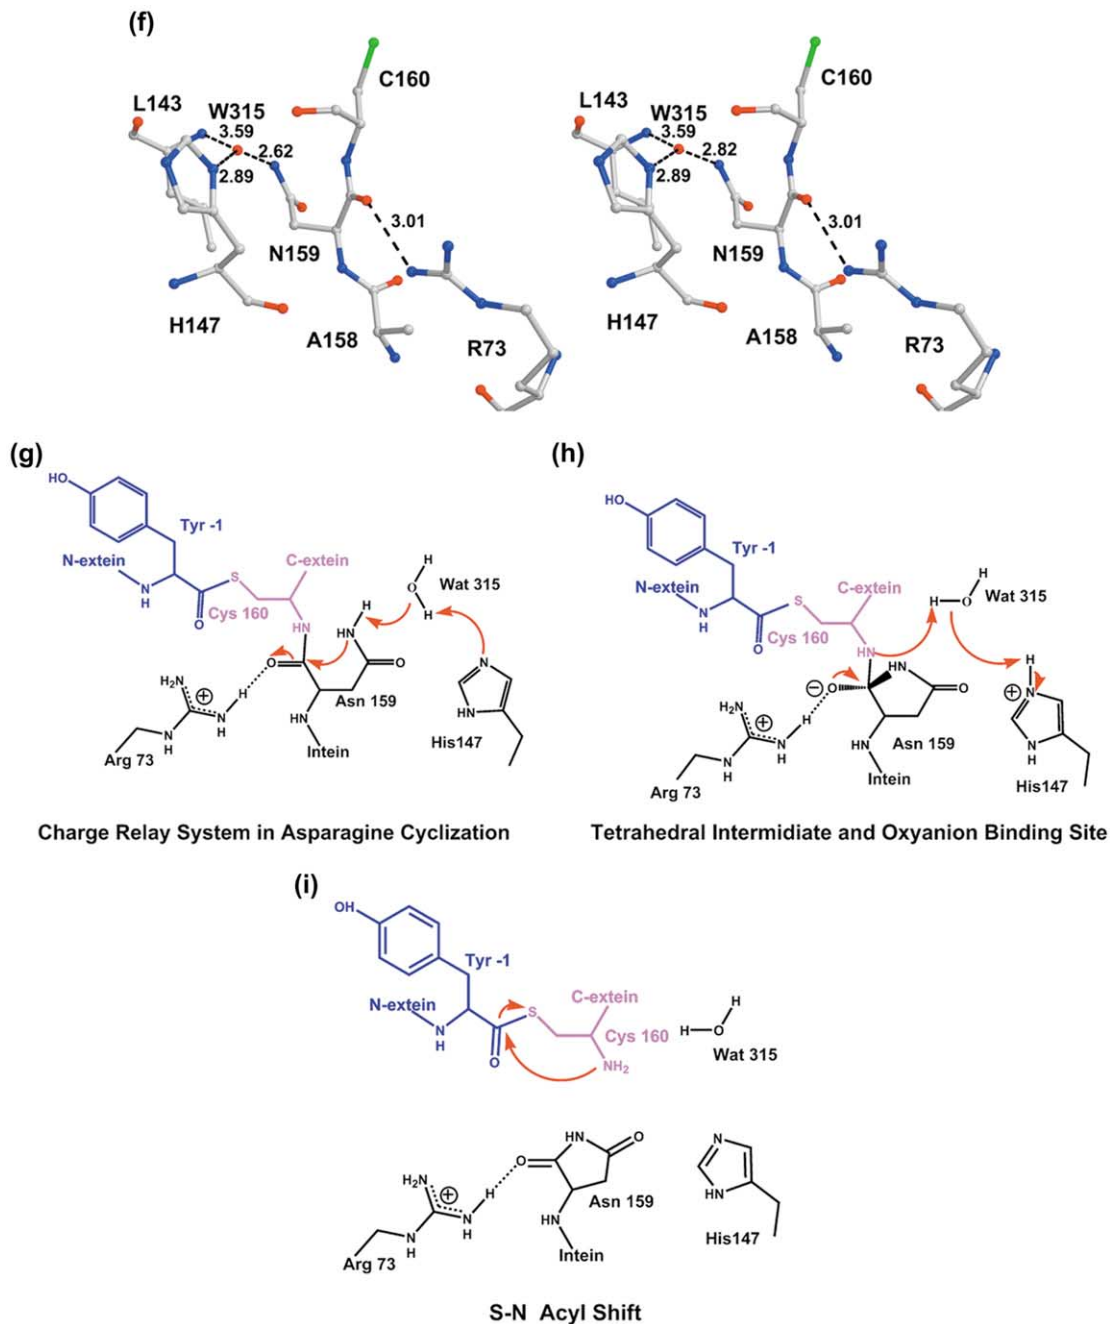 (f)
C160
L143
W315
3.59
2.62
2.89
3.01
N159
H147
A158
R73
C160
L143
W315
3.59
2.82
2.89
3.01
N159
H147
A158
R73
(g)
HO
Tyr -1
N-extein
C-extein
H
S
O
H
Wat 315
N
H
O
Cys 160
H
HN
HN
O
O
N
H2N
H
Asn 159
NH
HN
HN
N
H
Arg 73
Intein
His147
Charge Relay System in Asparagine Cyclization
(h)
HO
Tyr -1
H
C-extein
N-extein
H
O
Wat 315
S
N
H
O
Cys 160
HN
HN
H
O
O
N
H2N
H
Asn 159
NH
HN
N
H
N
H
Arg 73
Intein
His147
Tetrahedral Intermidiate and Oxyanion Binding Site
(i)
OH
Tyr -1
C-extein
N-extein
S
H
N
H
O
Cys 160
H
O
Wat 315
NH2
HN
O
N
O
H2N
H
Asn 159
NH
HN
HN
N
H
His147
Arg 73
Intein
S-N Acyl Shift